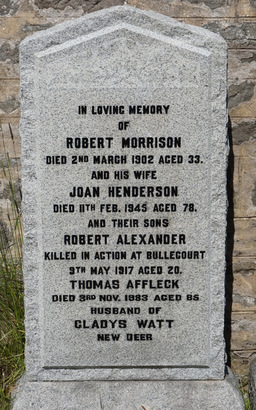 IN LOVING MEMORY
OF
ROBERT MORRISON
DIED 2ND MARCH 1902 AGED 33.
AND HIS WIFE
JOAN HENDERSON
DIED 11TH FEB. 1945 AGED 78.
AND THEIR SONS
ROBERT ALEXANDER
KILLED IN ACTION AT BULLECOURT
9TH MAY 1917 AGED 20.
THOMAS AFFLECK
DIED 3RD NOV. 1983 AGED 85
HUSBAND OF
GLADYS WATT
NEW DEER